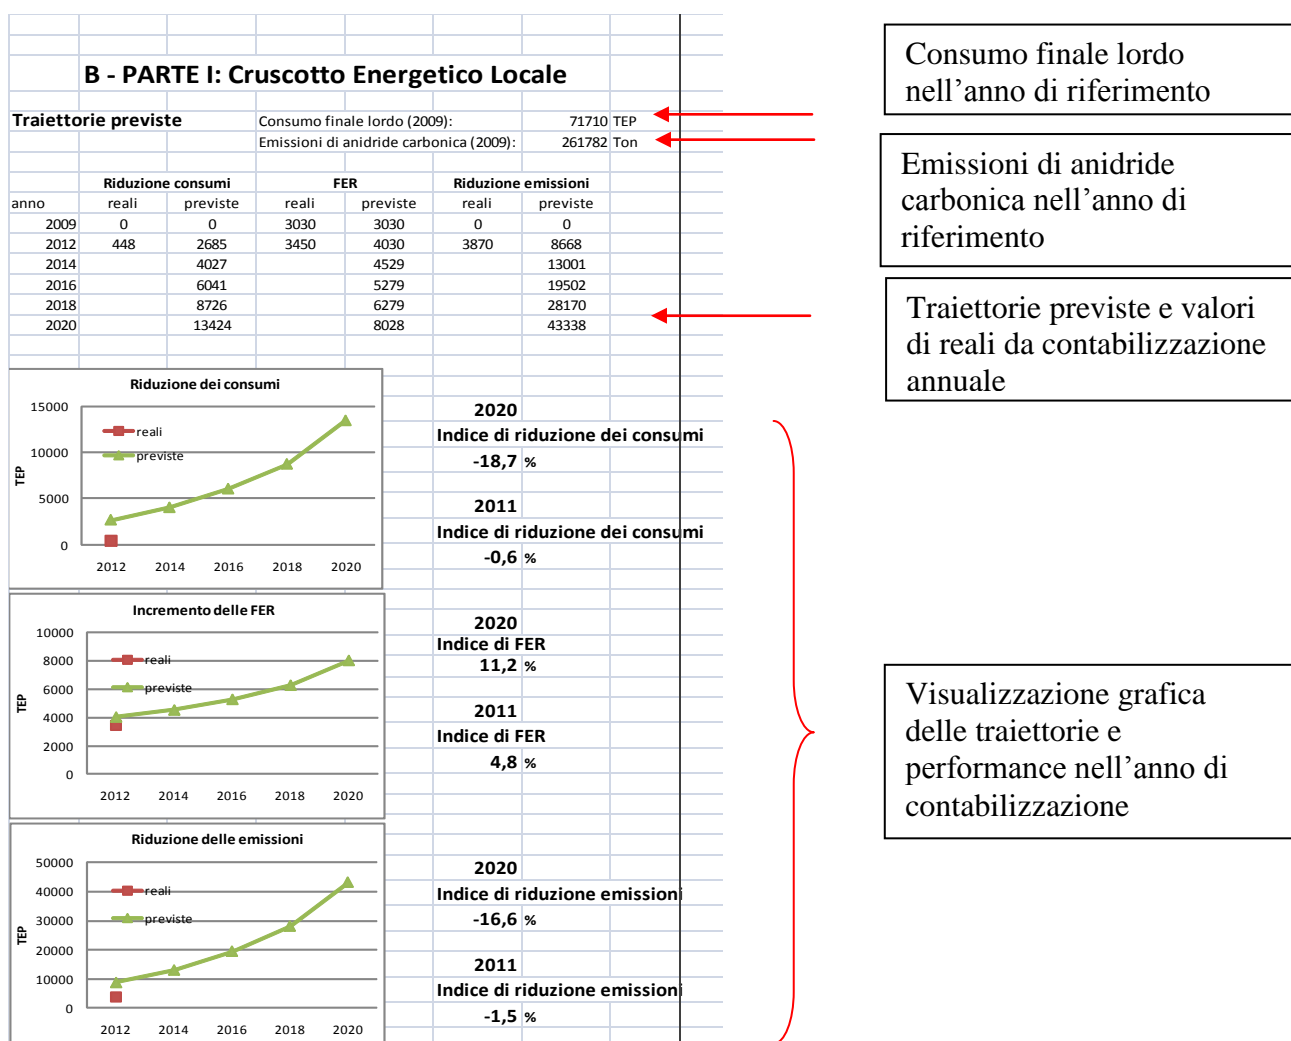 B - PARTE I: Cruscotto Energetico Locale
Traiettorie previste
Consumo finale lordo (2009): 71710 TEP
Emissioni di anidride carbonica (2009): 261782 Ton
Riduzione consumi FER Riduzione emissioni
anno reali previste reali previste reali previste
2009 0 0 3030 3030 0 0
2012 448 2685 3450 4030 3870 8668
2014 4027 4529 13001
2016 6041 5279 19502
2018 8726 6279 28170
2020 13424 8028 43338
Riduzione dei consumi
15000
10000
5000
0
TEP
reali
previste
2012 2014 2016 2018 2020
2020
Indice di riduzione dei consumi
-18,7 %
2011
Indice di riduzione dei consumi
-0,6 %
Incremento delle FER
10000
8000
6000
4000
2000
0
TEP
reali
previste
2012 2014 2016 2018 2020
2020
Indice di FER
11,2 %
2011
Indice di FER
4,8 %
Riduzione delle emissioni
50000
40000
30000
20000
10000
0
TEP
reali
previste
2012 2014 2016 2018 2020
2020
Indice di riduzione emissioni
-16,6 %
2011
Indice di riduzione emissioni
-1,5 %
Consumo finale lordo
nell’anno di riferimento
Emissioni di anidride
carbonica nell’anno di
riferimento
Traiettorie previste e valori
di reali da contabilizzazione
annuale
Visualizzazione grafica
delle traiettorie e
performance nell’anno di
contabilizzazione